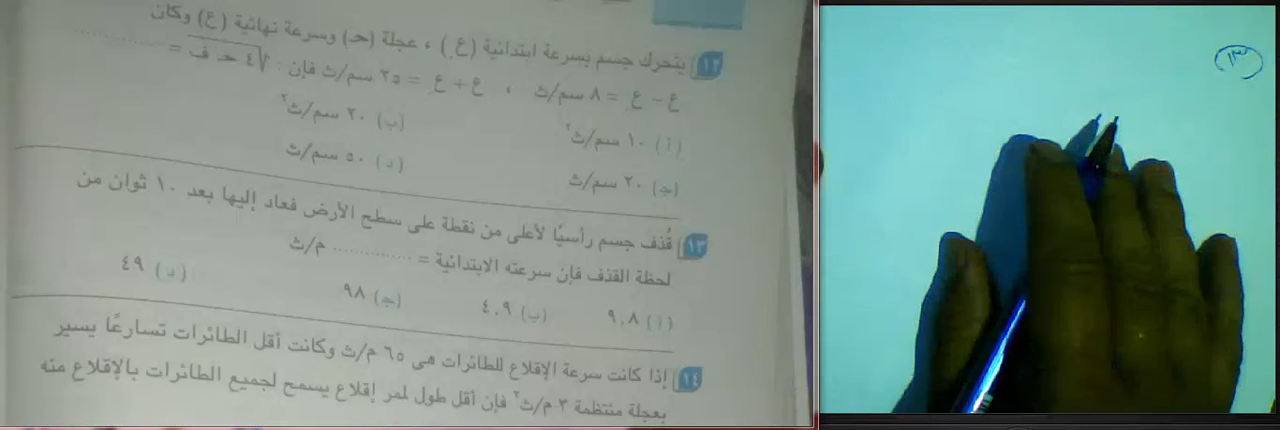 ١٢ يتحرك جسم بسرعة ابتدائية (ع.) ، عجلة (حـ) وسرعة نهائية (ع) وكان
ع − ع. = ٨ سم/ث ، ع + ع. = ٢٥ سم/ث فإن : √٤ حـ ف = ............
(أ) ١٠ سم/ث٢ (ب) ٢٠ سم/ث٢
(جـ) ٢٠ سم/ث (د) ٥٠ سم/ث
١٣ قُذف جسم رأسيًا لأعلى من نقطة على سطح الأرض فعاد إليها بعد ١٠ ثوان من
لحظة القذف فإن سرعته الابتدائية = ............ م/ث
(أ) ٩.٨ (ب) ٤.٩ (جـ) ٩٨ (د) ٤٩
١٤ إذا كانت سرعة الإقلاع للطائرات هى ٦٥ م/ث وكانت أقل الطائرات تسارعًا يسير
بعجلة منتظمة ٣ م/ث٢ فإن أقل طول لممر إقلاع يسمح لجميع الطائرات بالإقلاع منه
١٣